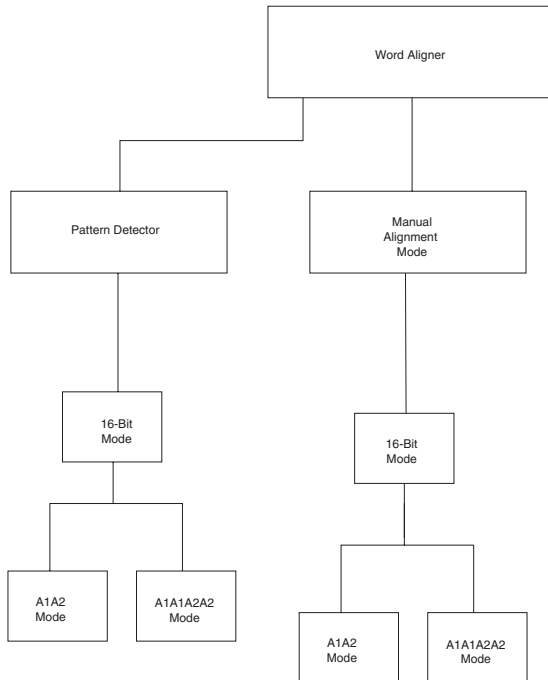 Word Aligner
Pattern Detector
Manual
Alignment
Mode
16-Bit
Mode
16-Bit
Mode
A1A2
Mode
A1A1A2A2
Mode
A1A2
Mode
A1A1A2A2
Mode